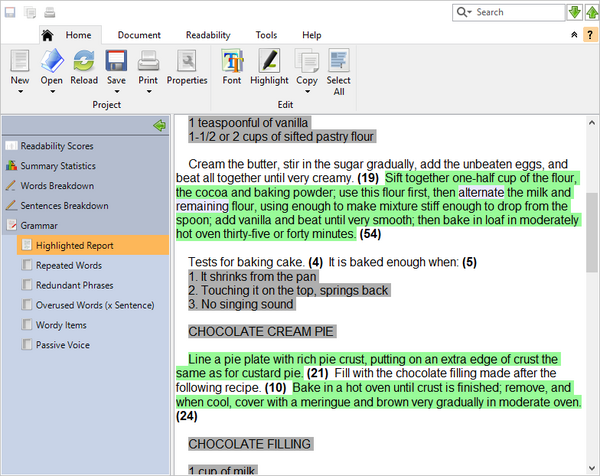 Search
Home Document Readability Tools Help
?
New Open Reload Save Print Properties Font Highlight Copy Select
All
Project Edit
Readability Scores
Summary Statistics
Words Breakdown
Sentences Breakdown
Grammar
Highlighted Report
Repeated Words
Redundant Phrases
Overused Words (x Sentence)
Wordy Items
Passive Voice
1 teaspoonful of vanilla
1-1/2 or 2 cups of sifted pastry flour
Cream the butter, stir in the sugar gradually, add the unbeaten eggs, and
beat all together until very creamy. (19) Sift together one-half cup of the flour,
the cocoa and baking powder; use this flour first, then alternate the milk and
remaining flour, using enough to make mixture stiff enough to drop from the
spoon; add vanilla and beat until very smooth; then bake in loaf in moderately
hot oven thirty-five or forty minutes. (54)
Tests for baking cake. (4) It is baked enough when: (5)
1. It shrinks from the pan
2. Touching it on the top, springs back
3. No singing sound
CHOCOLATE CREAM PIE
Line a pie plate with rich pie crust, putting on an extra edge of crust the
same as for custard pie. (21) Fill with the chocolate filling made after the
following recipe. (10) Bake in a hot oven until crust is finished; remove, and
when cool, cover with a meringue and brown very gradually in moderate oven.
(24)
CHOCOLATE FILLING
1 cup of milk